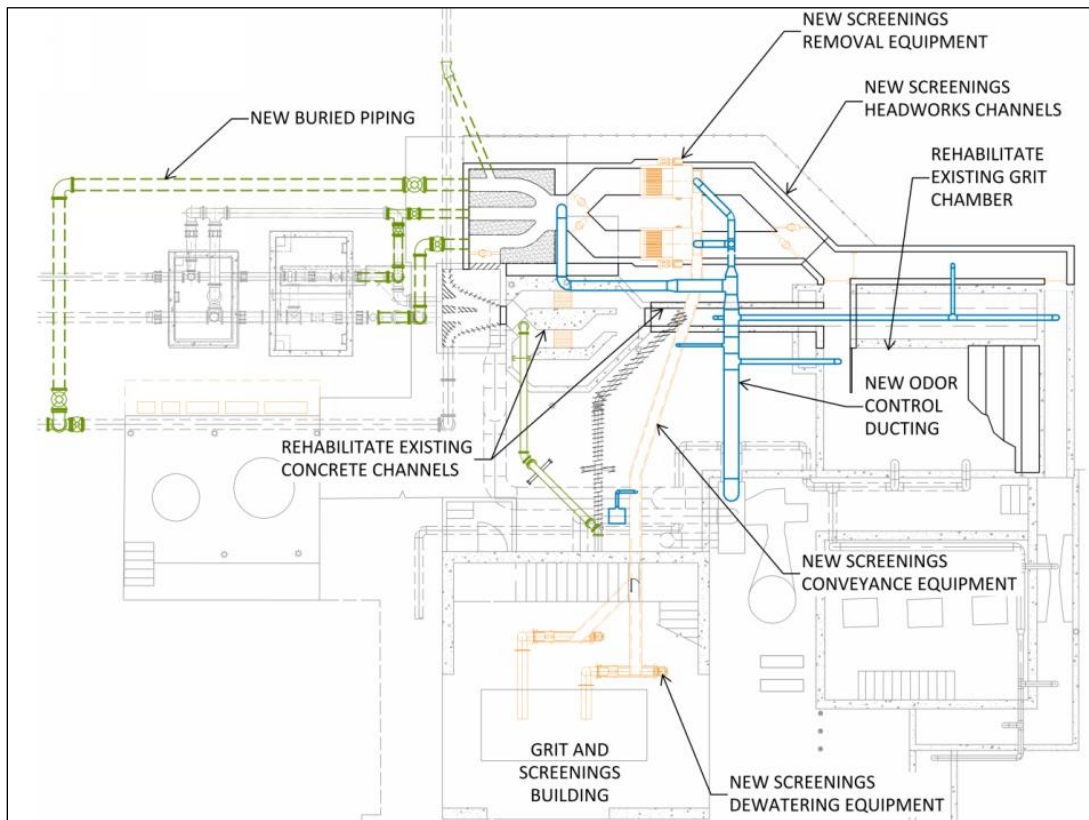 NEW SCREENINGS
REMOVAL EQUIPMENT
NEW SCREENINGS
HEADWORKS CHANNELS
NEW BURIED PIPING
REHABILITATE
EXISTING GRIT
CHAMBER
NEW ODOR
CONTROL
DUCTING
REHABILITATE EXISTING
CONCRETE CHANNELS
NEW SCREENINGS
CONVEYANCE EQUIPMENT
GRIT AND
SCREENINGS
BUILDING
NEW SCREENINGS
DEWATERING EQUIPMENT